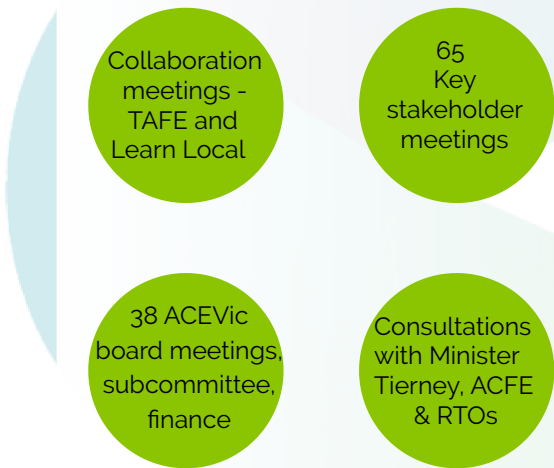 Collaboration
meetings -
TAFE and
Learn Local
65
Key
stakeholder
meetings
38 ACEVic
board meetings,
subcommittee,
finance
Consultations
with Minister
Tierney, ACFE
& RTOs